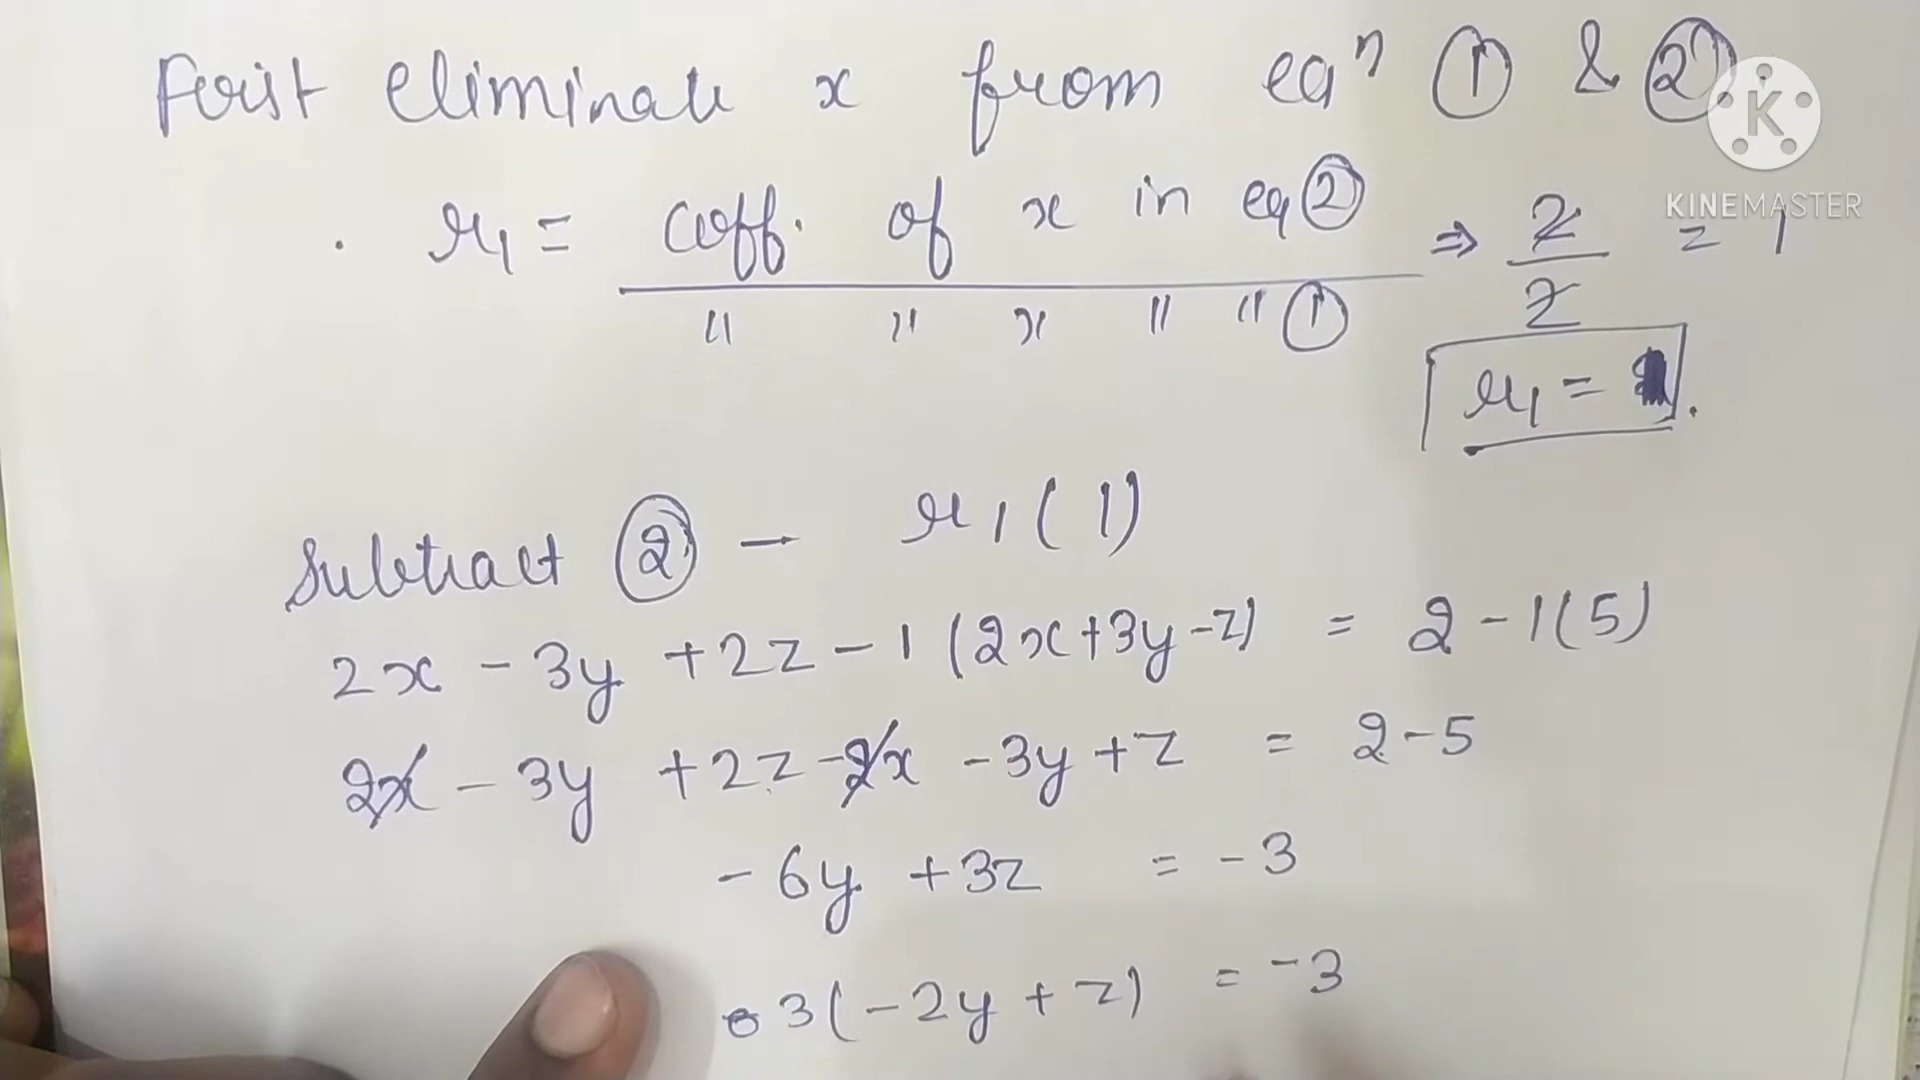 First eliminate x from eqⁿ ① & ②.
r₁ = coff. of x in eq ② ⇒ 2 = 1
" " x " " ① 2
r₁ = 1.
Subtract ② - r₁(1)
2x - 3y + 2z - 1(2x+3y-z) = 2 - 1(5)
2x - 3y + 2z - 2x - 3y + z = 2 - 5
- 6y + 3z = - 3
3(-2y + z) = -3
K
KINEMASTER